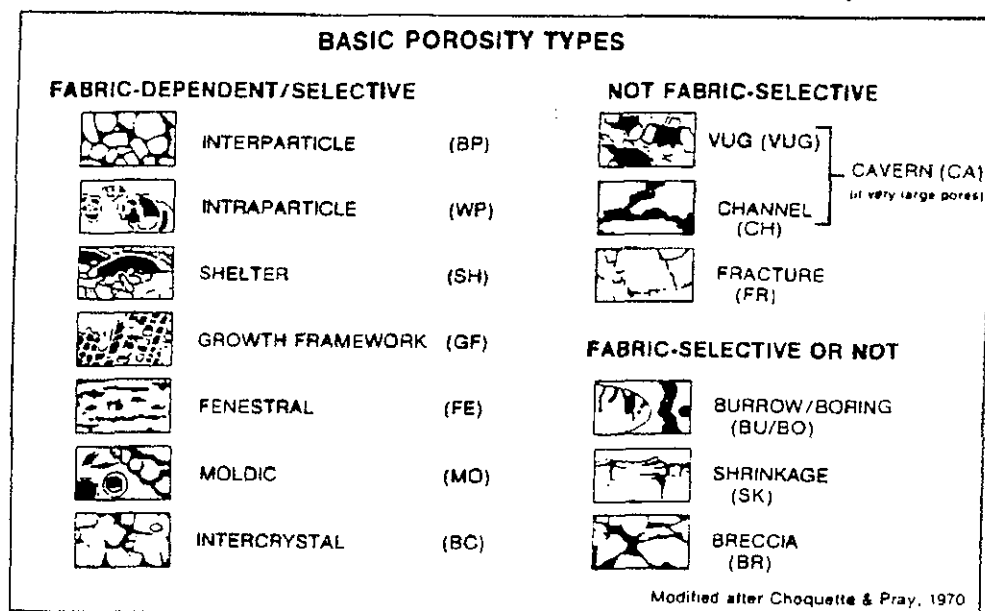 BASIC POROSITY TYPES
FABRIC-DEPENDENT/SELECTIVE
INTERPARTICLE (BP)
INTRAPARTICLE (WP)
SHELTER (SH)
GROWTH FRAMEWORK (GF)
FENESTRAL (FE)
MOLDIC (MO)
INTERCRYSTAL (BC)
NOT FABRIC-SELECTIVE
VUG (VUG)
CHANNEL
(CH)
CAVERN (CA)
(if very large pores)
FRACTURE
(FR)
FABRIC-SELECTIVE OR NOT
BURROW/BORING
(BU/BO)
SHRINKAGE
(SK)
BRECCIA
(BR)
Modified after Choquette & Pray, 1970